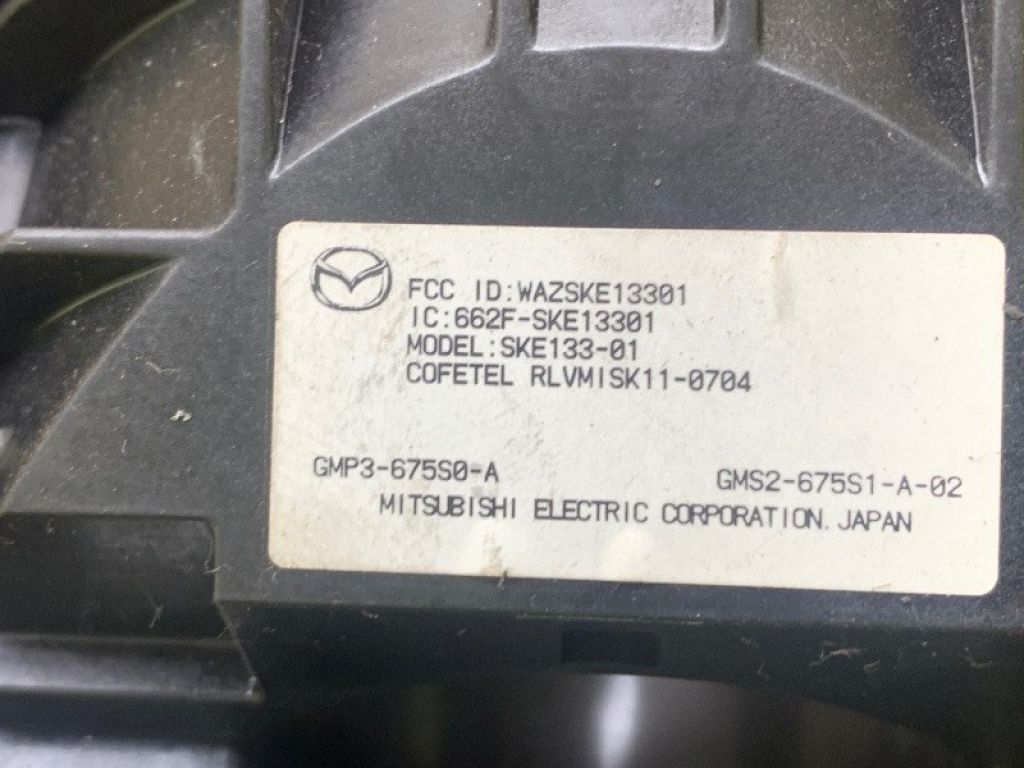 FCC ID:WAZSKE13301
IC:662F-SKE13301
MODEL:SKE133-01
COFETEL RLVMISK11-0704
GMP3-675S0-A GMS2-675S1-A-02
MITSUBISHI ELECTRIC CORPORATION. JAPAN